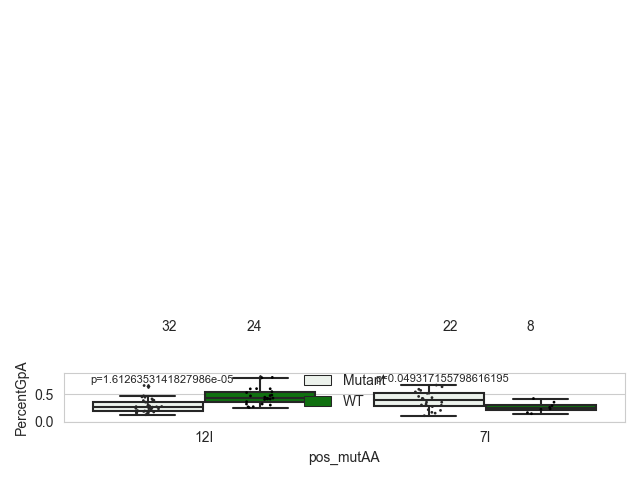 32 24 22 8
p=1.6126353141827986e-05 Mutant p=0.049317155798616195
WT
PercentGpA
0.5
0.0
12I 7I
pos_mutAA